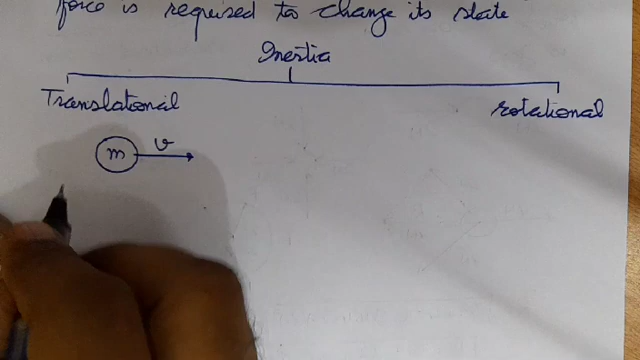 force is required to change its state
Inertia
Translational rotational
m v